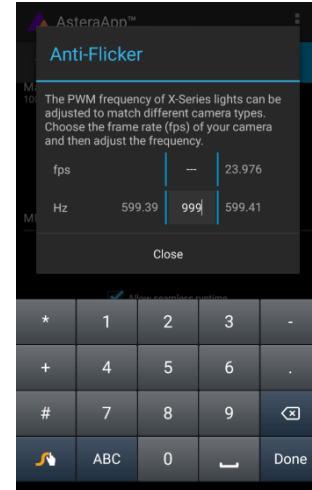 AsteraApp™
Anti-Flicker
The PWM frequency of X-Series lights can be
adjusted to match different camera types.
Choose the frame rate (fps) of your camera
and then adjust the frequency.
fps --- 23.976
Hz 599.39 999 599.41
Close
Allow seamless runtime
* 1 2 3 -
+ 4 5 6 .
# 7 8 9
ABC 0 Done